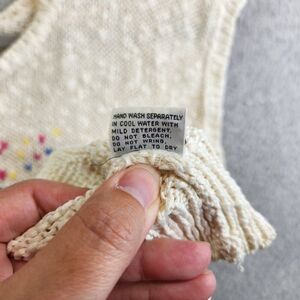 HAND WASH SEPARATELY
IN COOL WATER WITH
MILD DETERGENT,
DO NOT BLEACH,
DO NOT WRING,
LAY FLAT TO DRY